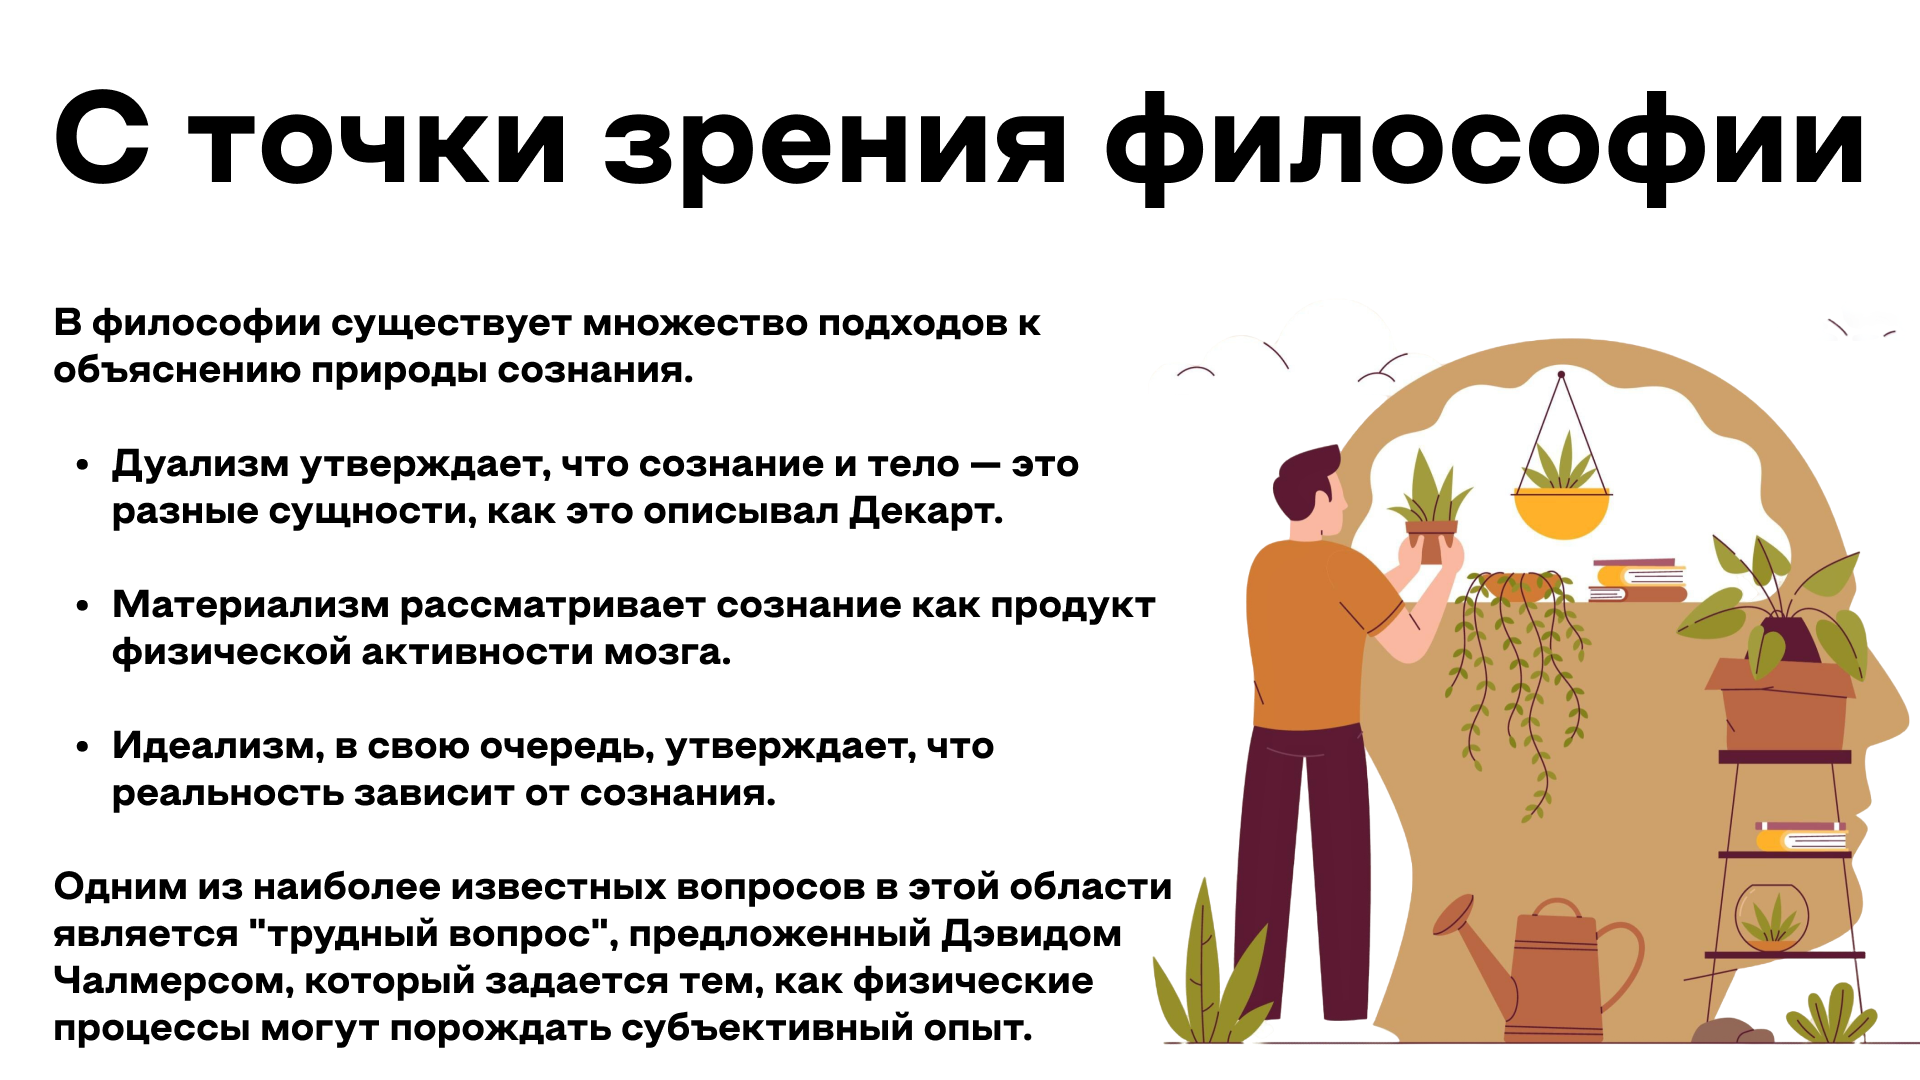 С точки зрения философии
В философии существует множество подходов к
объяснению природы сознания.
• Дуализм утверждает, что сознание и тело — это
разные сущности, как это описывал Декарт.
• Материализм рассматривает сознание как продукт
физической активности мозга.
• Идеализм, в свою очередь, утверждает, что
реальность зависит от сознания.
Одним из наиболее известных вопросов в этой области
является "трудный вопрос", предложенный Дэвидом
Чалмерсом, который задается тем, как физические
процессы могут порождать субъективный опыт.